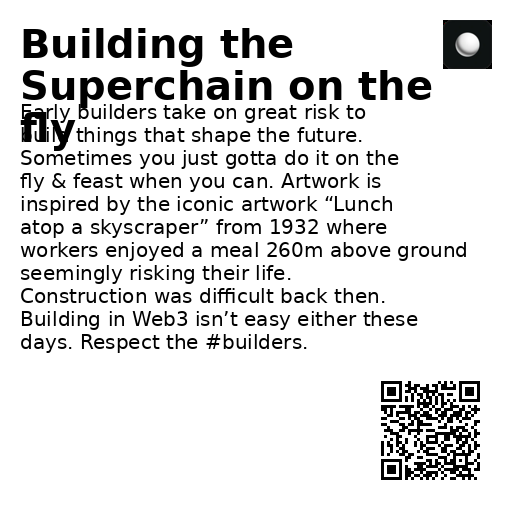 Building the
Superchain on the
fly
Early builders take on great risk to
build things that shape the future.
Sometimes you just gotta do it on the
fly & feast when you can. Artwork is
inspired by the iconic artwork “Lunch
atop a skyscraper” from 1932 where
workers enjoyed a meal 260m above ground
seemingly risking their life.
Construction was difficult back then.
Building in Web3 isn’t easy either these
days. Respect the #builders.